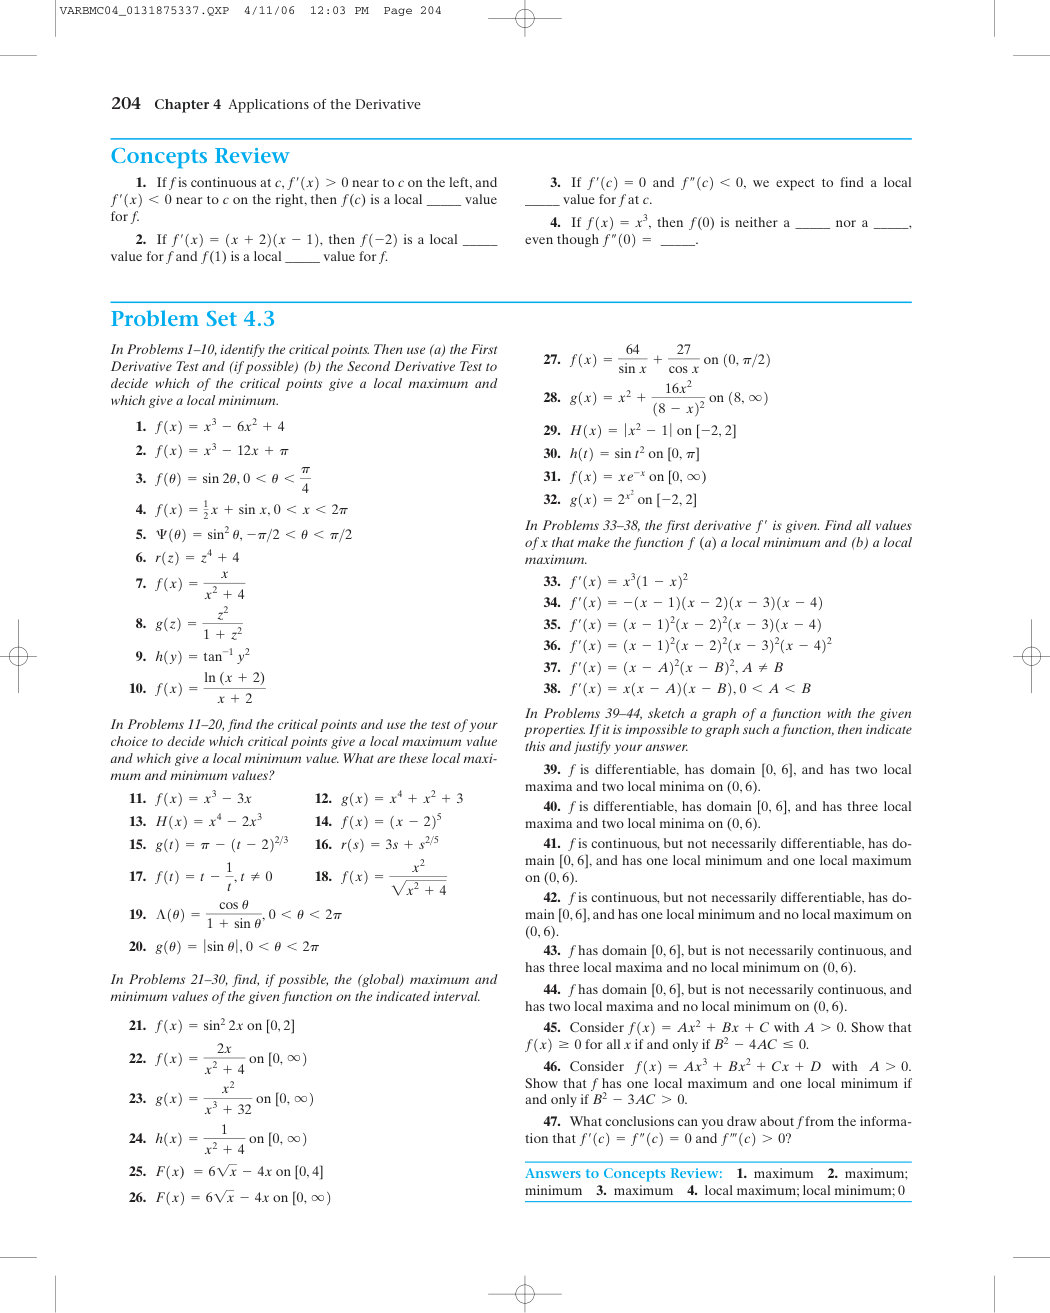 VARBMC04_0131875337.QXP 4/11/06 12:03 PM Page 204
204 Chapter 4 Applications of the Derivative
Concepts Review
1. If f is continuous at c, f′(x) > 0 near to c on the left, and
f′(x) < 0 near to c on the right, then f(c) is a local _____ value
for f.
2. If f′(x) = (x + 2)(x − 1), then f(−2) is a local _____
value for f and f(1) is a local _____ value for f.
3. If f′(c) = 0 and f″(c) < 0, we expect to find a local
_____ value for f at c.
4. If f(x) = x³, then f(0) is neither a _____ nor a _____,
even though f″(0) = _____.
Problem Set 4.3
In Problems 1–10, identify the critical points. Then use (a) the First
Derivative Test and (if possible) (b) the Second Derivative Test to
decide which of the critical points give a local maximum and
which give a local minimum.
1. f(x) = x³ − 6x² + 4
2. f(x) = x³ − 12x + π
3. f(θ) = sin 2θ, 0 < θ < π/4
4. f(x) = ½x + sin x, 0 < x < 2π
5. Ψ(θ) = sin² θ, −π/2 < θ < π/2
6. r(z) = z⁴ + 4
7. f(x) = x/(x² + 4)
8. g(z) = z²/(1 + z²)
9. h(y) = tan⁻¹ y²
10. f(x) = ln (x + 2)/(x + 2)
In Problems 11–20, find the critical points and use the test of your
choice to decide which critical points give a local maximum value
and which give a local minimum value. What are these local maxi-
mum and minimum values?
11. f(x) = x³ − 3x 12. g(x) = x⁴ + x² + 3
13. H(x) = x⁴ − 2x³ 14. f(x) = (x − 2)⁵
15. g(t) = π − (t − 2)^(2/3) 16. r(s) = 3s + s^(2/5)
17. f(t) = t − 1/t, t ≠ 0 18. f(x) = x²/√(x² + 4)
19. Λ(θ) = cos θ/(1 + sin θ), 0 < θ < 2π
20. g(θ) = |sin θ|, 0 < θ < 2π
In Problems 21–30, find, if possible, the (global) maximum and
minimum values of the given function on the indicated interval.
21. f(x) = sin² 2x on [0, 2]
22. f(x) = 2x/(x² + 4) on [0, ∞)
23. g(x) = x²/(x³ + 32) on [0, ∞)
24. h(x) = 1/(x² + 4) on [0, ∞)
25. F(x) = 6√x − 4x on [0, 4]
26. F(x) = 6√x − 4x on [0, ∞)
27. f(x) = 64/sin x + 27/cos x on (0, π/2)
28. g(x) = x² + 16x²/(8 − x)² on (8, ∞)
29. H(x) = |x² − 1| on [−2, 2]
30. h(t) = sin t² on [0, π]
31. f(x) = xe⁻ˣ on [0, ∞)
32. g(x) = 2^(x²) on [−2, 2]
In Problems 33–38, the first derivative f′ is given. Find all values
of x that make the function f (a) a local minimum and (b) a local
maximum.
33. f′(x) = x³(1 − x)²
34. f′(x) = −(x − 1)(x − 2)(x − 3)(x − 4)
35. f′(x) = (x − 1)²(x − 2)²(x − 3)(x − 4)
36. f′(x) = (x − 1)²(x − 2)²(x − 3)²(x − 4)²
37. f′(x) = (x − A)²(x − B)², A ≠ B
38. f′(x) = x(x − A)(x − B), 0 < A < B
In Problems 39–44, sketch a graph of a function with the given
properties. If it is impossible to graph such a function, then indicate
this and justify your answer.
39. f is differentiable, has domain [0, 6], and has two local
maxima and two local minima on (0, 6).
40. f is differentiable, has domain [0, 6], and has three local
maxima and two local minima on (0, 6).
41. f is continuous, but not necessarily differentiable, has do-
main [0, 6], and has one local minimum and one local maximum
on (0, 6).
42. f is continuous, but not necessarily differentiable, has do-
main [0, 6], and has one local minimum and no local maximum on
(0, 6).
43. f has domain [0, 6], but is not necessarily continuous, and
has three local maxima and no local minimum on (0, 6).
44. f has domain [0, 6], but is not necessarily continuous, and
has two local maxima and no local minimum on (0, 6).
45. Consider f(x) = Ax² + Bx + C with A > 0. Show that
f(x) ≥ 0 for all x if and only if B² − 4AC ≤ 0.
46. Consider f(x) = Ax³ + Bx² + Cx + D with A > 0.
Show that f has one local maximum and one local minimum if
and only if B² − 3AC > 0.
47. What conclusions can you draw about f from the informa-
tion that f′(c) = f″(c) = 0 and f‴(c) > 0?
Answers to Concepts Review: 1. maximum 2. maximum;
minimum 3. maximum 4. local maximum; local minimum; 0